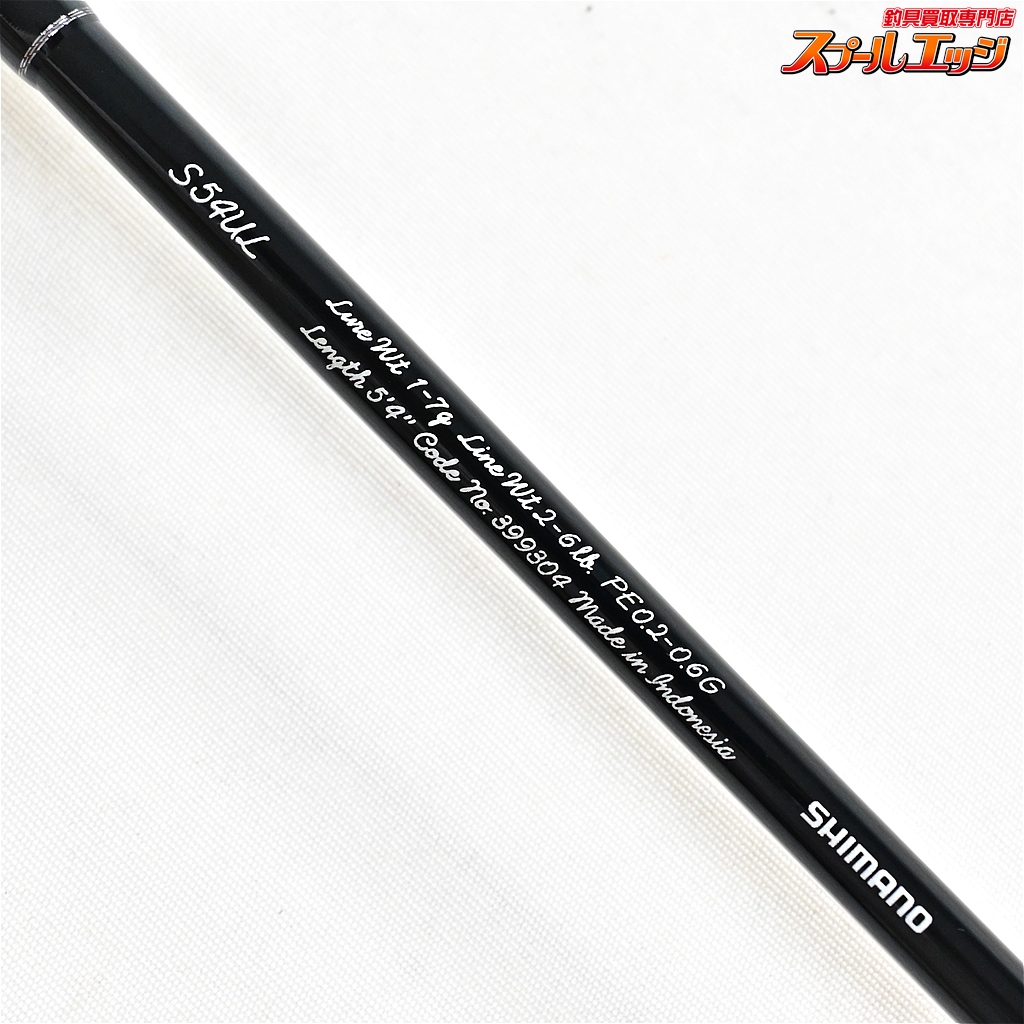 釣具買取専門店
スプールエッジ
S54UL
Lure Wt 1-7g Line Wt 2-6lb. PE0.2-0.6G
Length 5'4" Code No. 399304 Made in Indonesia
SHIMANO